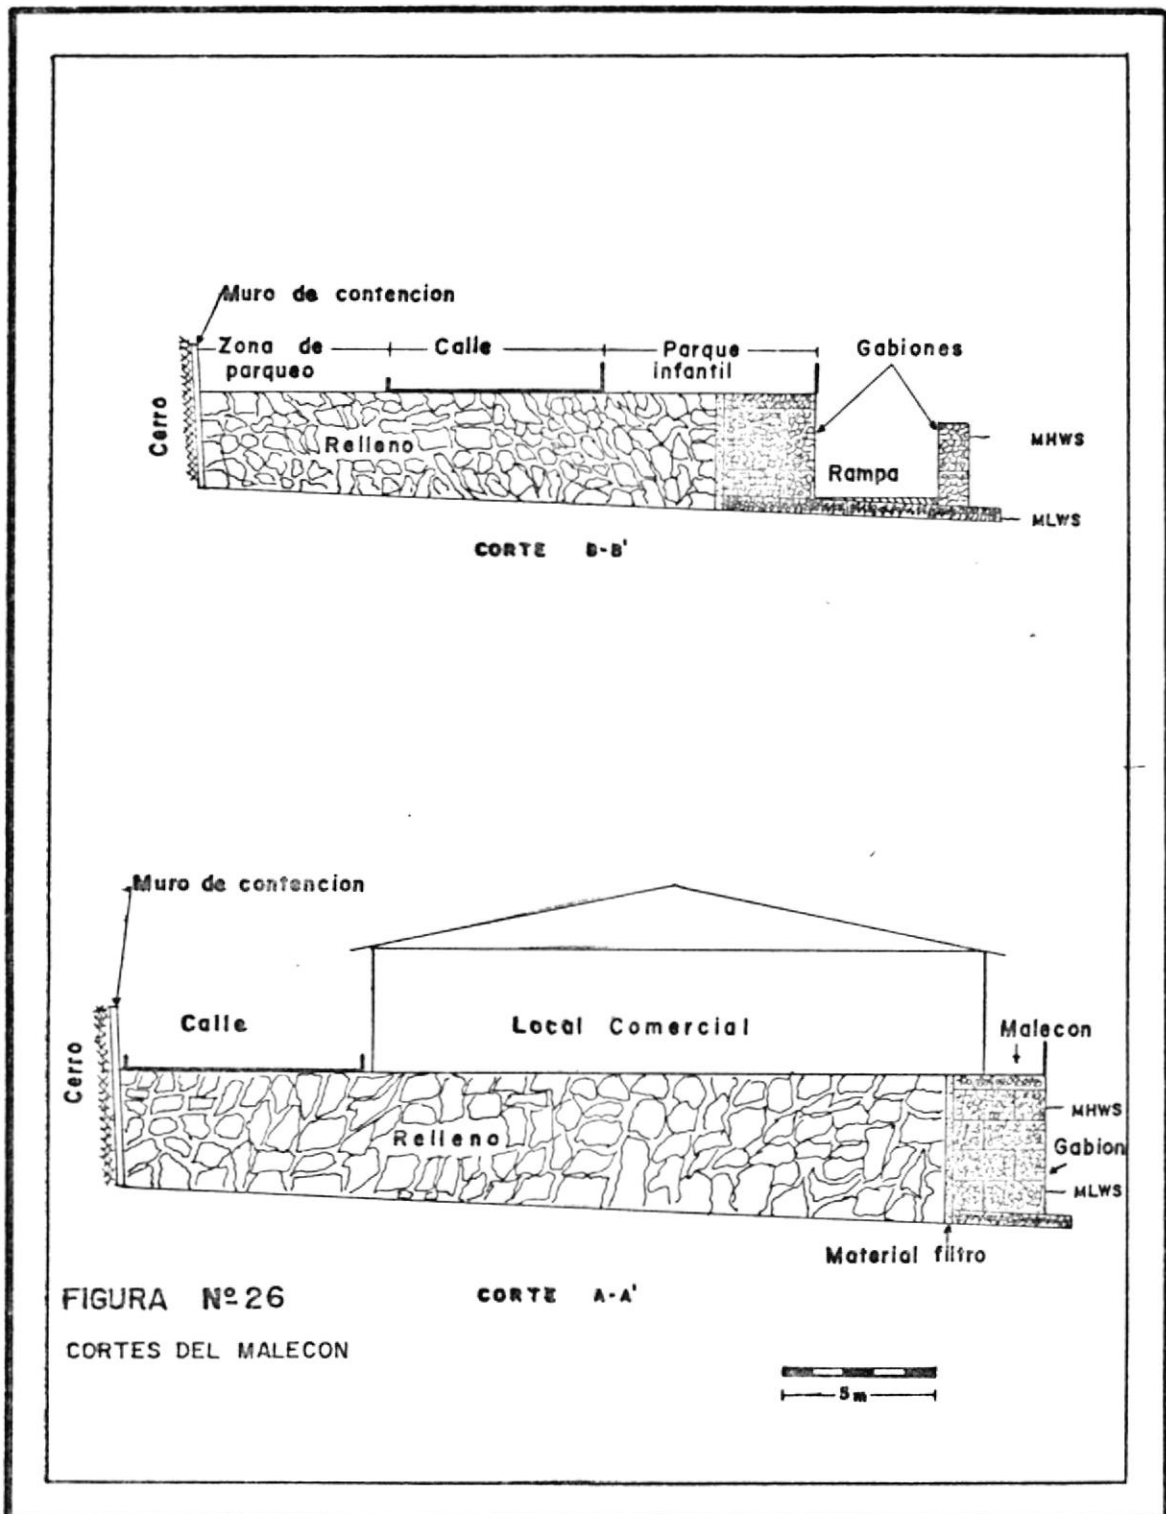 Muro de contencion
Zona de parqueo
Calle
Parque infantil
Gabiones
Cerro
Relleno
Rampa
MHWS
MLWS
CORTE B-B'
Muro de contencion
Calle
Local Comercial
Malecon
Cerro
Relleno
MHWS
Gabion
MLWS
Material filtro
CORTE A-A'
FIGURA Nº 26
CORTES DEL MALECON
5m